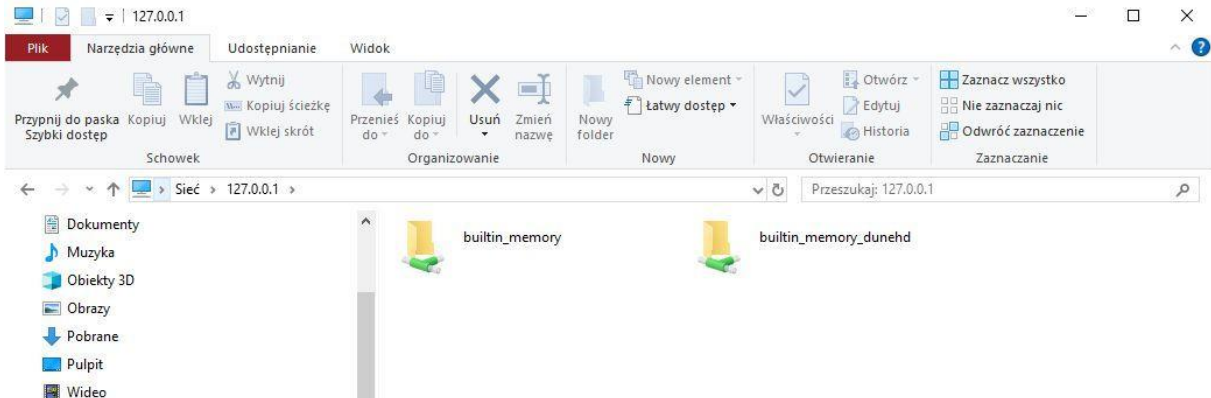 127.0.0.1
Plik Narzędzia główne Udostępnianie Widok
Przypnij do paska Szybki dostęp
Kopiuj
Wklej
Wytnij
Kopiuj ścieżkę
Wklej skrót
Schowek
Przenieś do
Kopiuj do
Usuń
Zmień nazwę
Organizowanie
Nowy folder
Nowy element
Łatwy dostęp
Nowy
Właściwości
Otwórz
Edytuj
Historia
Otwieranie
Zaznacz wszystko
Nie zaznaczaj nic
Odwróć zaznaczenie
Zaznaczanie
Sieć 127.0.0.1
Przeszukaj: 127.0.0.1
Dokumenty
Muzyka
Obiekty 3D
Obrazy
Pobrane
Pulpit
Wideo
builtin_memory
builtin_memory_dunehd